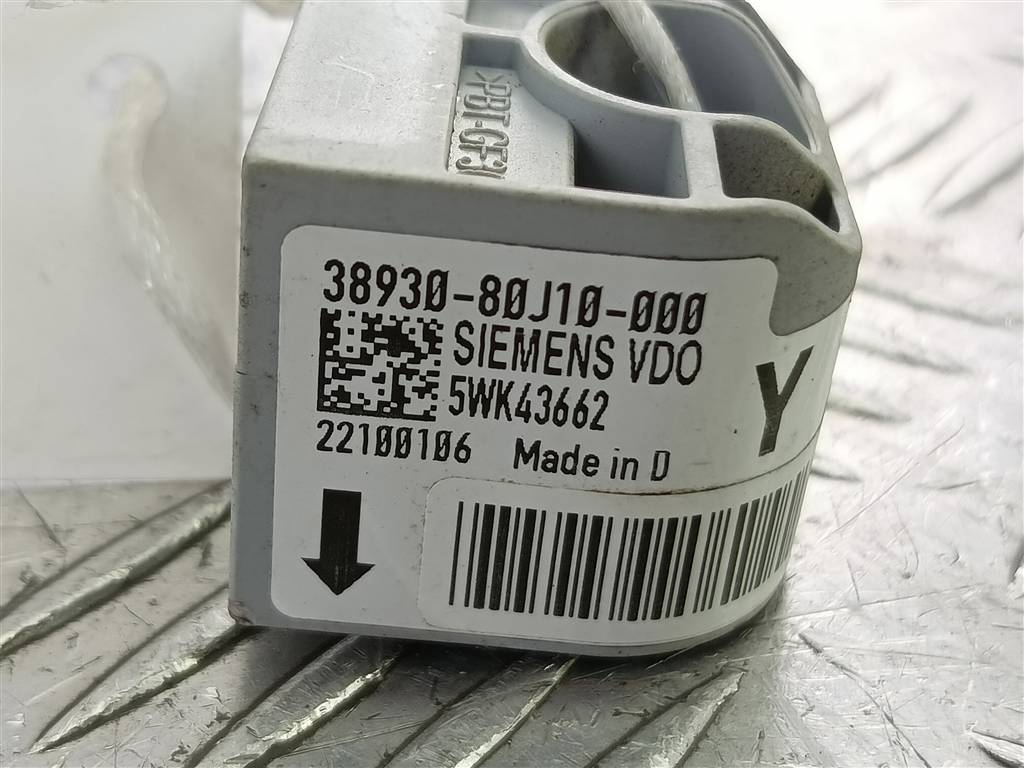 >PBT-GF3
38930-80J10-000
SIEMENS VDO
5WK43662
22100106 Made in D
Y